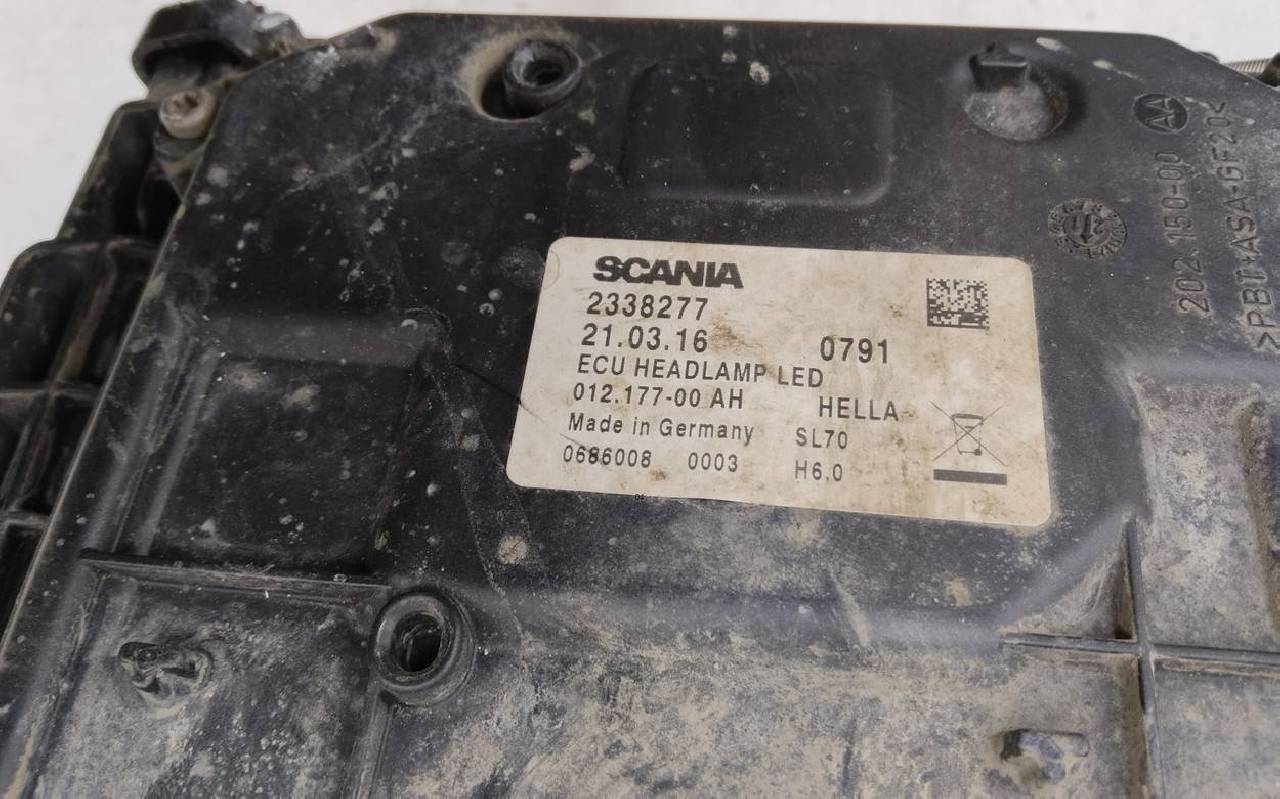 SCANIA
2338277
21.03.16 0791
ECU HEADLAMP LED
012.177-00 AH HELLA
Made in Germany SL70
0686008 0003 H6.0
202.150-00
>PBT+ASA-GF20<